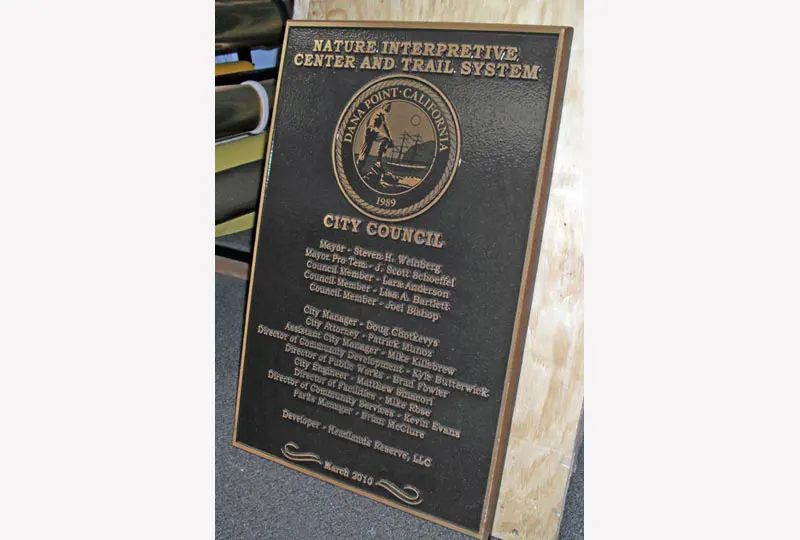 NATURE INTERPRETIVE
CENTER AND TRAIL SYSTEM
DANA POINT · CALIFORNIA
1989
CITY COUNCIL
Mayor - Steven H. Weinberg
Mayor Pro Tem - J. Scott Schoeffel
Council Member - Lara Anderson
Council Member - Lisa A. Bartlett
Council Member - Joel Bishop
City Manager - Doug Chotkevys
City Attorney - Patrick Munoz
Assistant City Manager - Mike Killebrew
Director of Community Development - Kyle Butterwick
Director of Public Works - Brad Fowler
City Engineer - Matthew Sinacori
Director of Facilities - Mike Rose
Director of Community Services - Kevin Evans
Parks Manager - Brian McClure
Developer - Headlands Reserve, LLC
March 2010